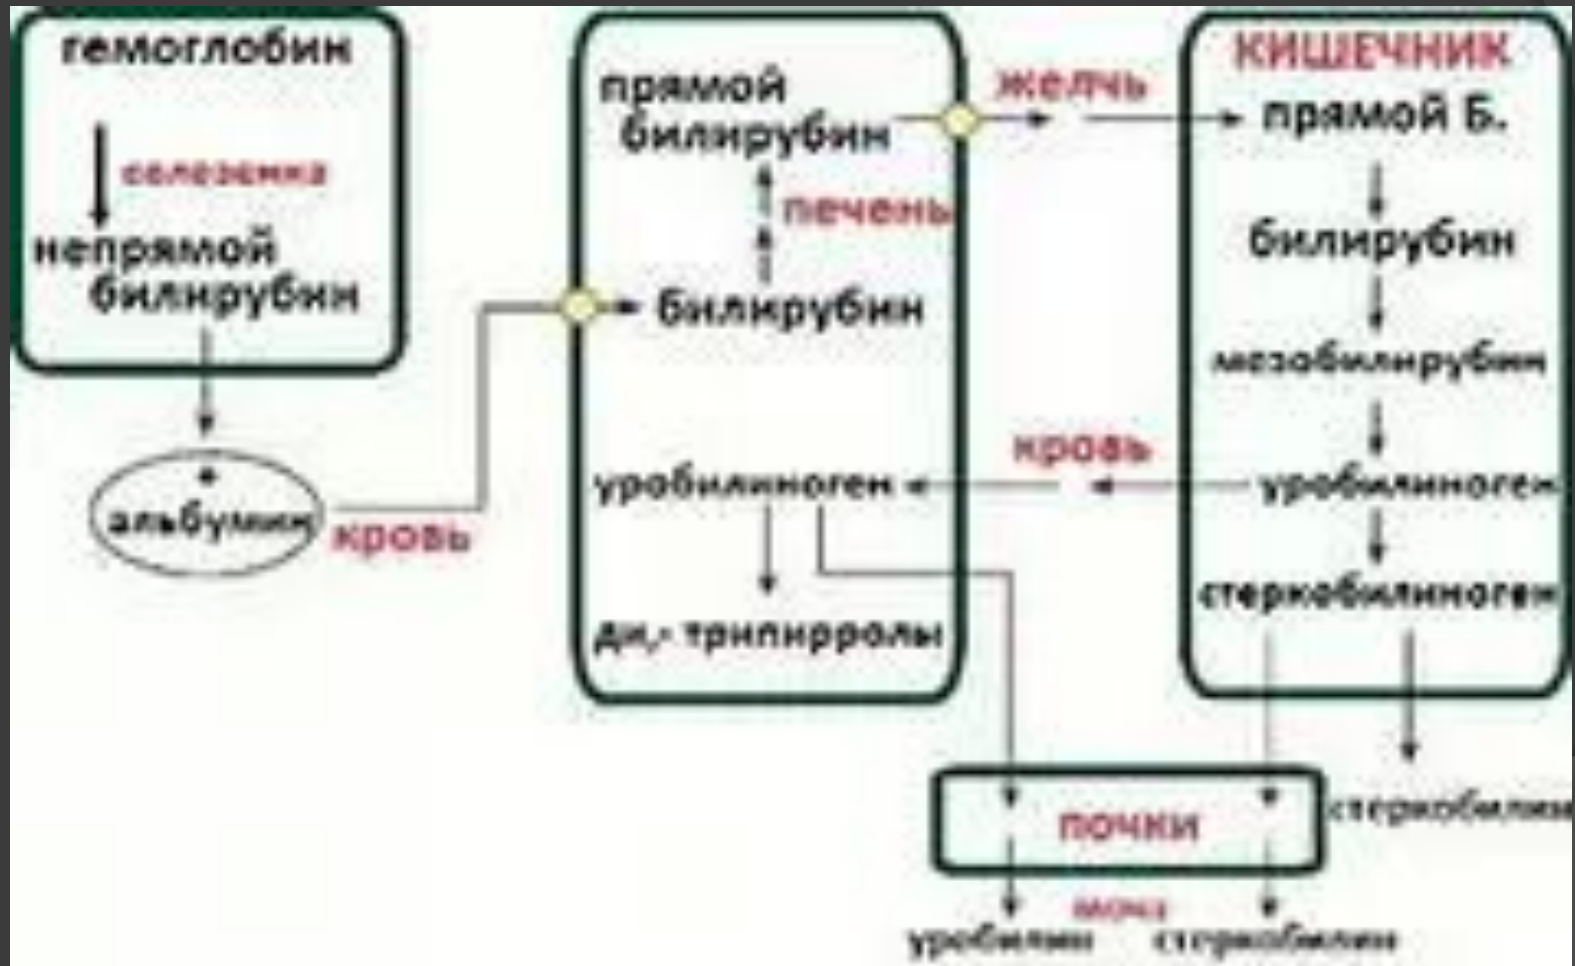 гемоглобин
селезенка
непрямой
билирубин
альбумин
кровь
прямой
билирубин
печень
билирубин
уробилиноген
ди,- трипирролы
желчь
кровь
КИШЕЧНИК
прямой Б.
билирубин
мезобилирубин
уробилиноген
стеркобилиноген
стеркобилин
почки
моча
уробилин стеркобилин